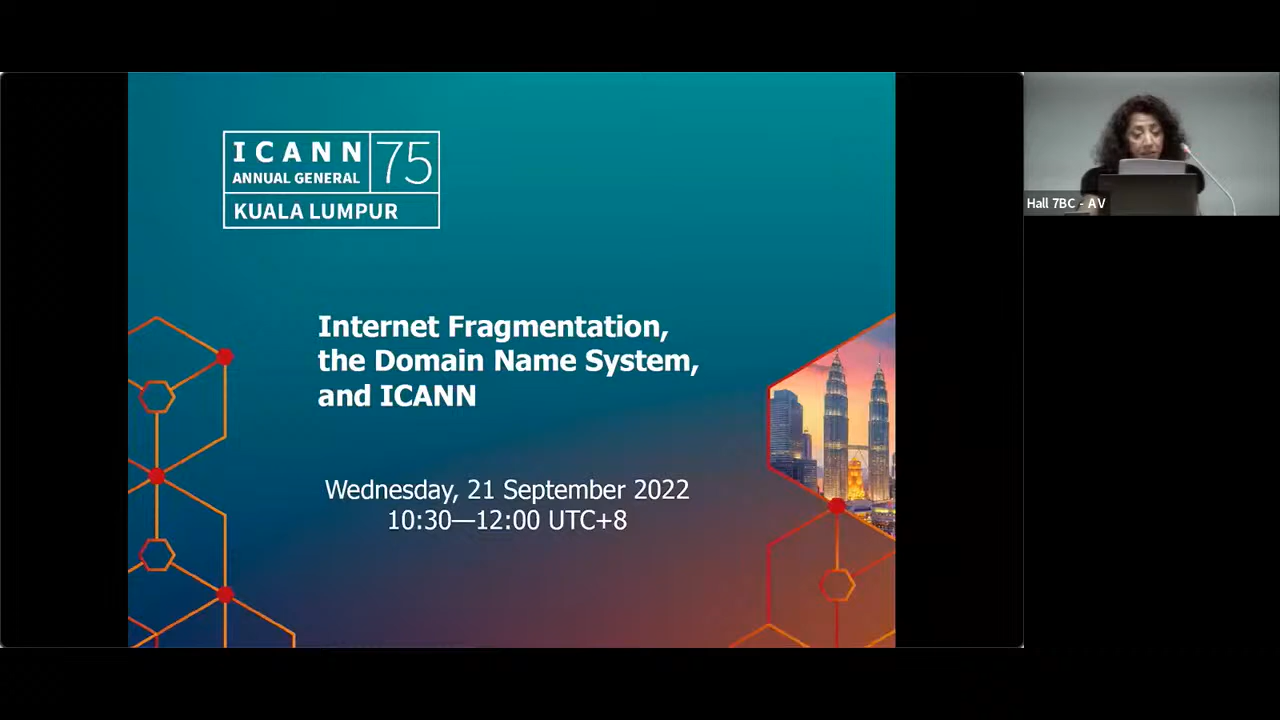 ICANN
ANNUAL GENERAL
75
KUALA LUMPUR
Internet Fragmentation,
the Domain Name System,
and ICANN
Wednesday, 21 September 2022
10:30—12:00 UTC+8
Hall 7BC - AV